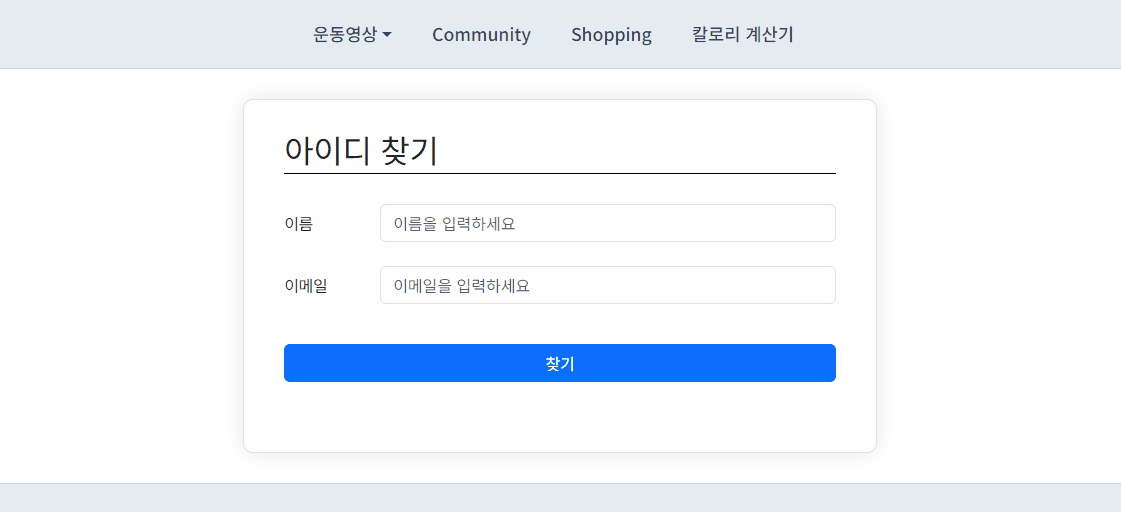 운동영상 Community Shopping 칼로리 계산기
아이디 찾기
이름 이름을 입력하세요
이메일 이메일을 입력하세요
찾기